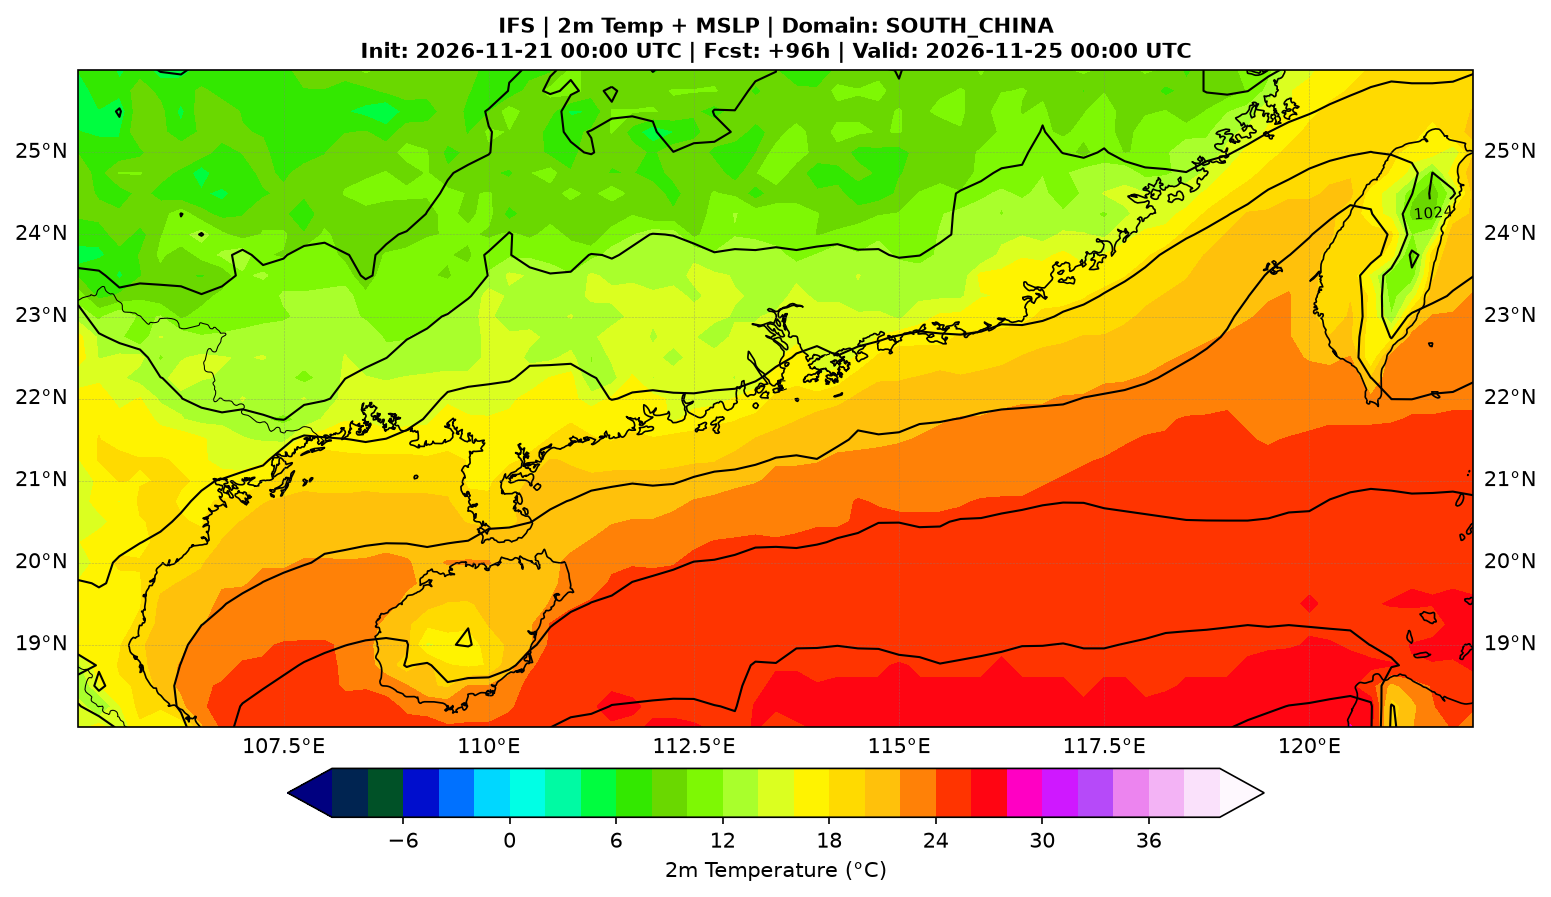 IFS | 2m Temp + MSLP | Domain: SOUTH_CHINA
Init: 2026-11-21 00:00 UTC | Fcst: +96h | Valid: 2026-11-25 00:00 UTC
25°N 25°N
24°N 1024 24°N
23°N 23°N
22°N 22°N
21°N 21°N
20°N 20°N
19°N 19°N
107.5°E 110°E 112.5°E 115°E 117.5°E 120°E
−6 0 6 12 18 24 30 36
2m Temperature (°C)